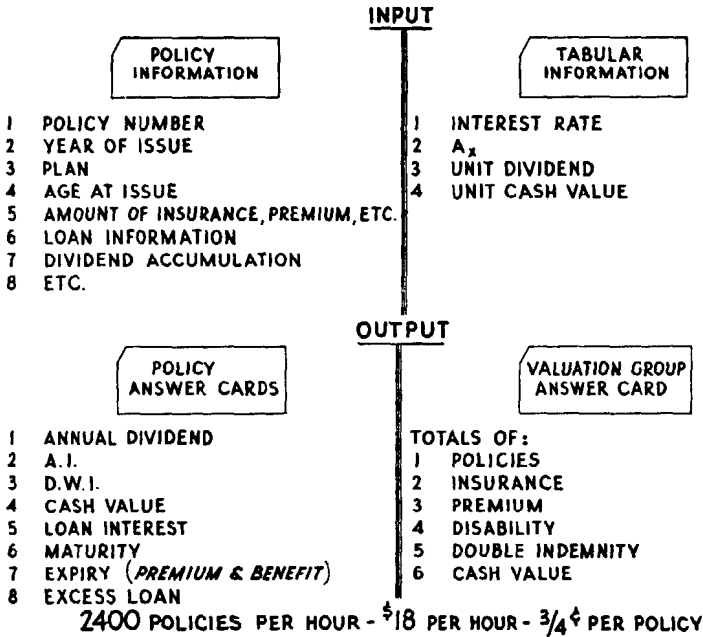 INPUT
POLICY
INFORMATION
1 POLICY NUMBER
2 YEAR OF ISSUE
3 PLAN
4 AGE AT ISSUE
5 AMOUNT OF INSURANCE, PREMIUM, ETC.
6 LOAN INFORMATION
7 DIVIDEND ACCUMULATION
8 ETC.
TABULAR
INFORMATION
1 INTEREST RATE
2 Aₓ
3 UNIT DIVIDEND
4 UNIT CASH VALUE
OUTPUT
POLICY
ANSWER CARDS
1 ANNUAL DIVIDEND
2 A.I.
3 D.W.I.
4 CASH VALUE
5 LOAN INTEREST
6 MATURITY
7 EXPIRY (PREMIUM & BENEFIT)
8 EXCESS LOAN
VALUATION GROUP
ANSWER CARD
TOTALS OF:
1 POLICIES
2 INSURANCE
3 PREMIUM
4 DISABILITY
5 DOUBLE INDEMNITY
6 CASH VALUE
2400 POLICIES PER HOUR - $18 PER HOUR - 3/4¢ PER POLICY